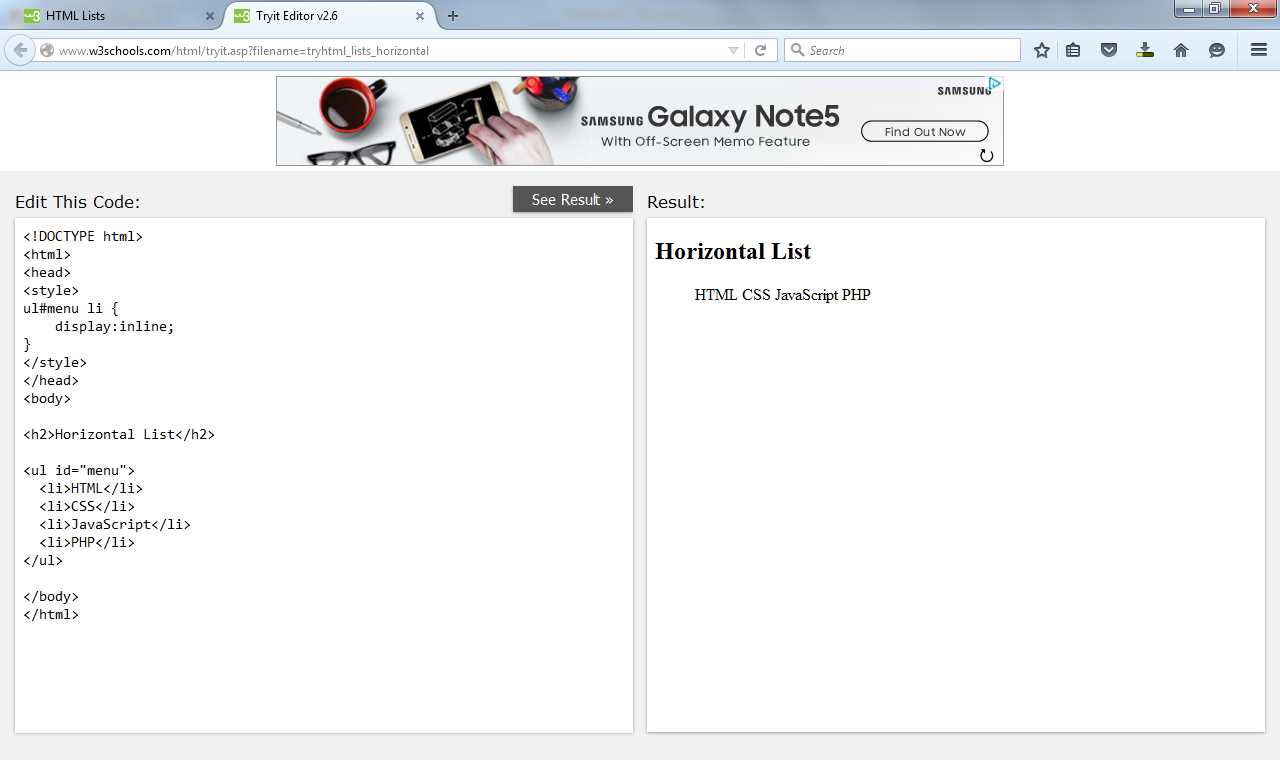 HTML Lists
Tryit Editor v2.6
www.w3schools.com/html/tryit.asp?filename=tryhtml_lists_horizontal
Search
SAMSUNG
SAMSUNG Galaxy Note5
With Off-Screen Memo Feature
Find Out Now
Edit This Code:
See Result »
Result:
<!DOCTYPE html>
<html>
<head>
<style>
ul#menu li {
    display:inline;
}
</style>
</head>
<body>
<h2>Horizontal List</h2>
<ul id="menu">
  <li>HTML</li>
  <li>CSS</li>
  <li>JavaScript</li>
  <li>PHP</li>
</ul>
</body>
</html>
Horizontal List
HTML CSS JavaScript PHP